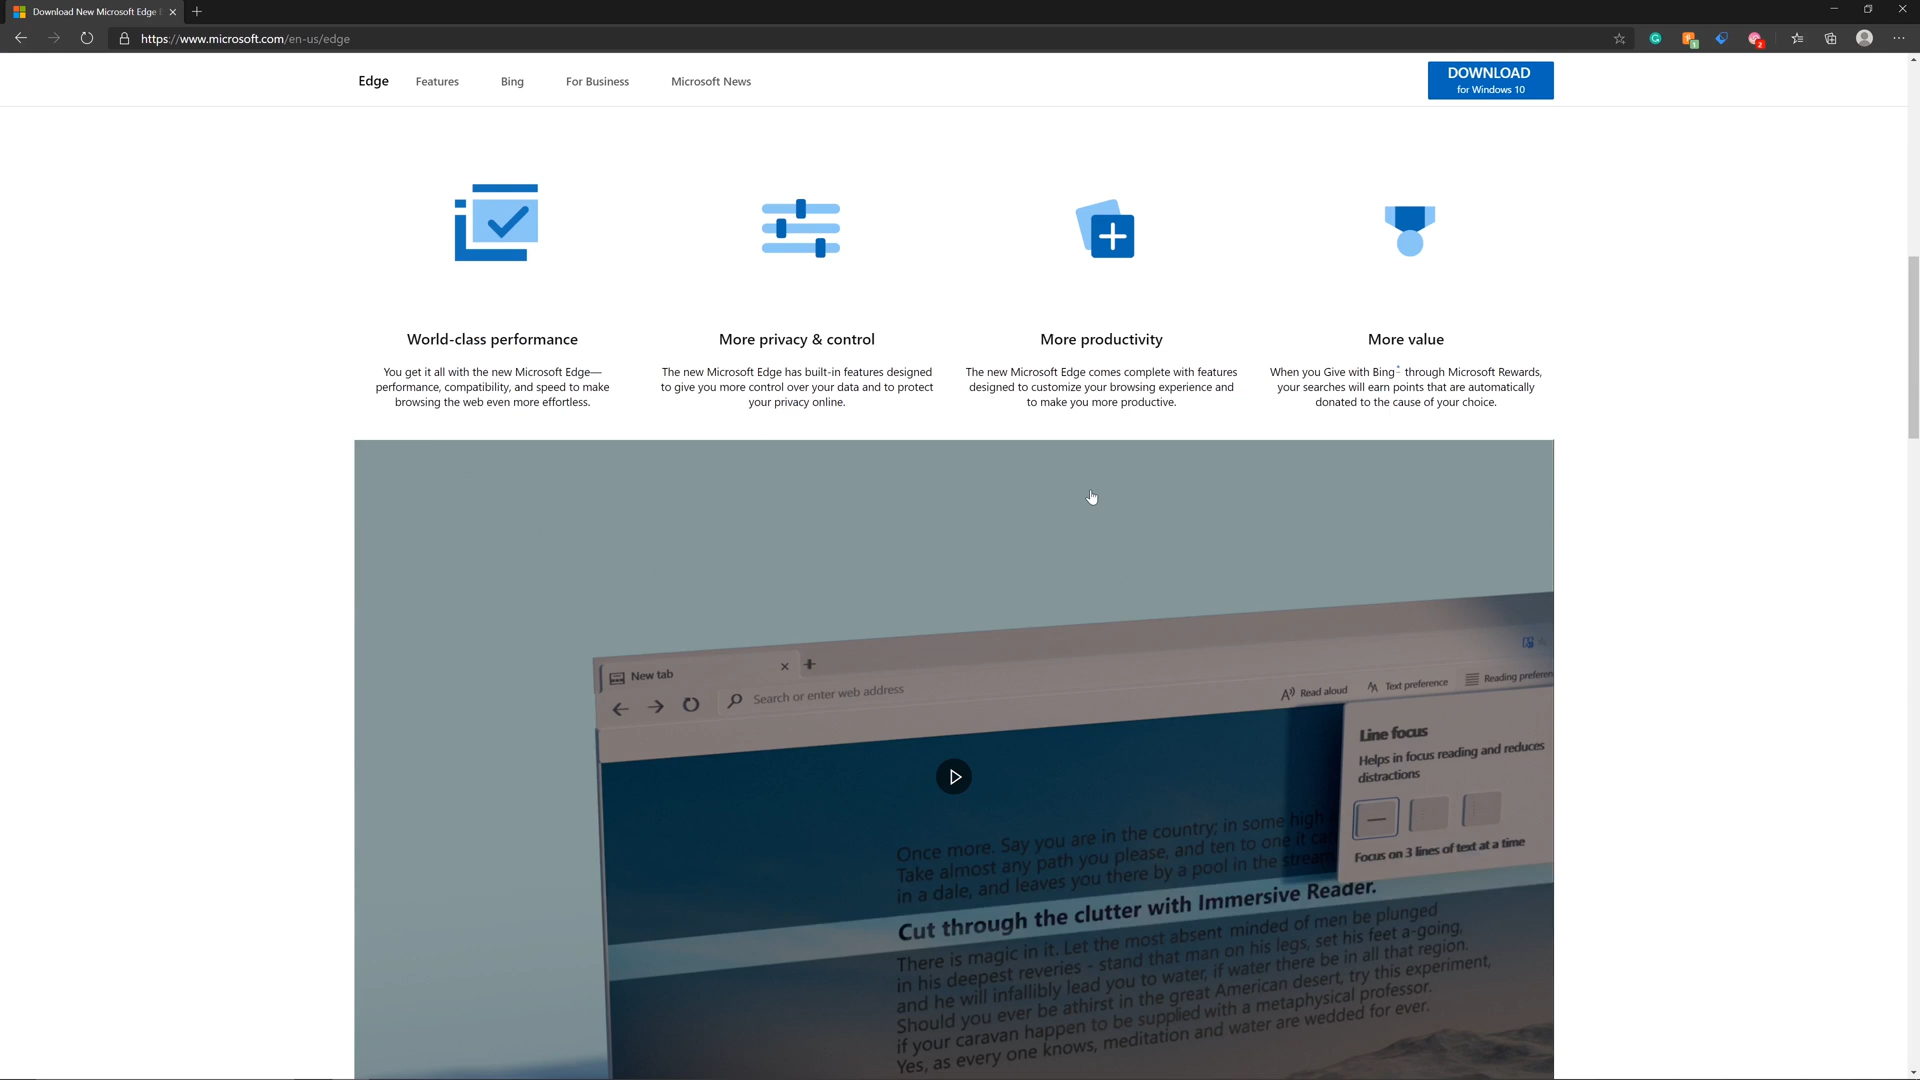 Download New Microsoft Edge
https://www.microsoft.com/en-us/edge
1
2
Edge
Features
Bing
For Business
Microsoft News
DOWNLOAD
for Windows 10
World-class performance
You get it all with the new Microsoft Edge—
performance, compatibility, and speed to make
browsing the web even more effortless.
More privacy & control
The new Microsoft Edge has built-in features designed
to give you more control over your data and to protect
your privacy online.
More productivity
The new Microsoft Edge comes complete with features
designed to customize your browsing experience and
to make you more productive.
More value
When you Give with Bing* through Microsoft Rewards,
your searches will earn points that are automatically
donated to the cause of your choice.
New tab
Search or enter web address
Read aloud
Text preference
Reading preferen
Line focus
Helps in focus reading and reduces
distractions
Focus on 3 lines of text at a time
Once more. Say you are in the country; in some high
Take almost any path you please, and ten to one it car
in a dale, and leaves you there by a pool in the stream
Cut through the clutter with Immersive Reader.
There is magic in it. Let the most absent minded of men be plunged
in his deepest reveries - stand that man on his legs, set his feet a-going,
and he will infallibly lead you to water, if water there be in all that region.
Should you ever be athirst in the great American desert, try this experiment,
if your caravan happen to be supplied with a metaphysical professor.
Yes, as every one knows, meditation and water are wedded for ever.